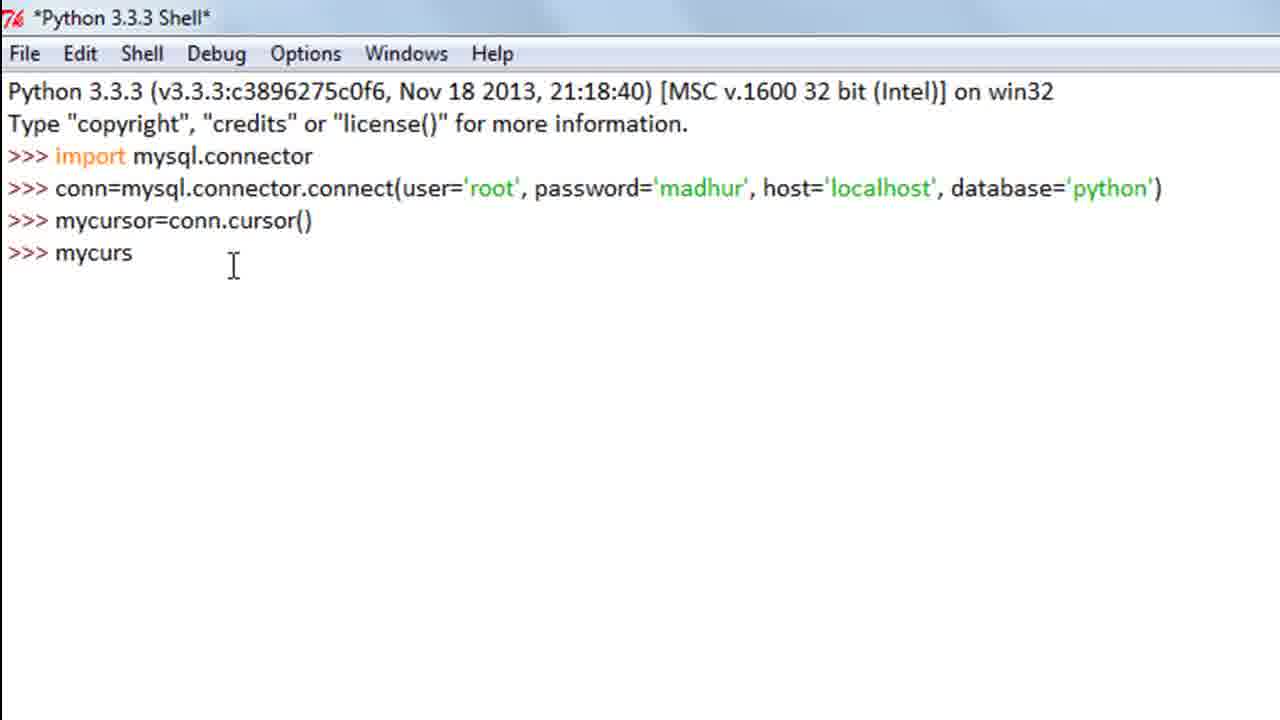 *Python 3.3.3 Shell*
File Edit Shell Debug Options Windows Help
Python 3.3.3 (v3.3.3:c3896275c0f6, Nov 18 2013, 21:18:40) [MSC v.1600 32 bit (Intel)] on win32
Type "copyright", "credits" or "license()" for more information.
>>> import mysql.connector
>>> conn=mysql.connector.connect(user='root', password='madhur', host='localhost', database='python')
>>> mycursor=conn.cursor()
>>> mycurs